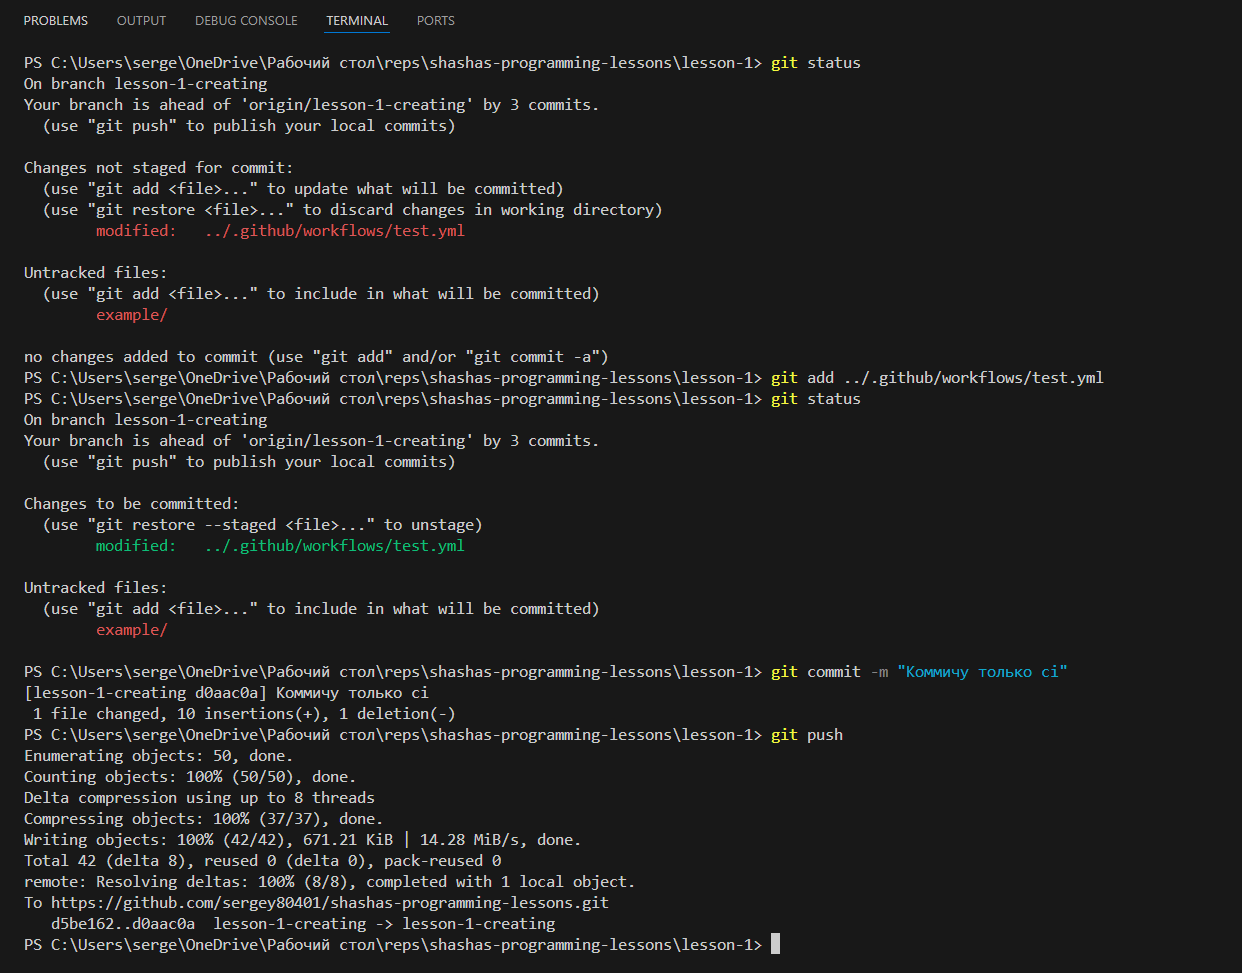 PROBLEMS OUTPUT DEBUG CONSOLE TERMINAL PORTS
PS C:\Users\serge\OneDrive\Рабочий стол\reps\shashas-programming-lessons\lesson-1> git status
On branch lesson-1-creating
Your branch is ahead of 'origin/lesson-1-creating' by 3 commits.
  (use "git push" to publish your local commits)
Changes not staged for commit:
  (use "git add <file>..." to update what will be committed)
  (use "git restore <file>..." to discard changes in working directory)
        modified:   ../.github/workflows/test.yml
Untracked files:
  (use "git add <file>..." to include in what will be committed)
        example/
no changes added to commit (use "git add" and/or "git commit -a")
PS C:\Users\serge\OneDrive\Рабочий стол\reps\shashas-programming-lessons\lesson-1> git add ../.github/workflows/test.yml
PS C:\Users\serge\OneDrive\Рабочий стол\reps\shashas-programming-lessons\lesson-1> git status
On branch lesson-1-creating
Your branch is ahead of 'origin/lesson-1-creating' by 3 commits.
  (use "git push" to publish your local commits)
Changes to be committed:
  (use "git restore --staged <file>..." to unstage)
        modified:   ../.github/workflows/test.yml
Untracked files:
  (use "git add <file>..." to include in what will be committed)
        example/
PS C:\Users\serge\OneDrive\Рабочий стол\reps\shashas-programming-lessons\lesson-1> git commit -m "Коммичу только ci"
[lesson-1-creating d0aac0a] Коммичу только ci
 1 file changed, 10 insertions(+), 1 deletion(-)
PS C:\Users\serge\OneDrive\Рабочий стол\reps\shashas-programming-lessons\lesson-1> git push
Enumerating objects: 50, done.
Counting objects: 100% (50/50), done.
Delta compression using up to 8 threads
Compressing objects: 100% (37/37), done.
Writing objects: 100% (42/42), 671.21 KiB | 14.28 MiB/s, done.
Total 42 (delta 8), reused 0 (delta 0), pack-reused 0
remote: Resolving deltas: 100% (8/8), completed with 1 local object.
To https://github.com/sergey80401/shashas-programming-lessons.git
   d5be162..d0aac0a  lesson-1-creating -> lesson-1-creating
PS C:\Users\serge\OneDrive\Рабочий стол\reps\shashas-programming-lessons\lesson-1>